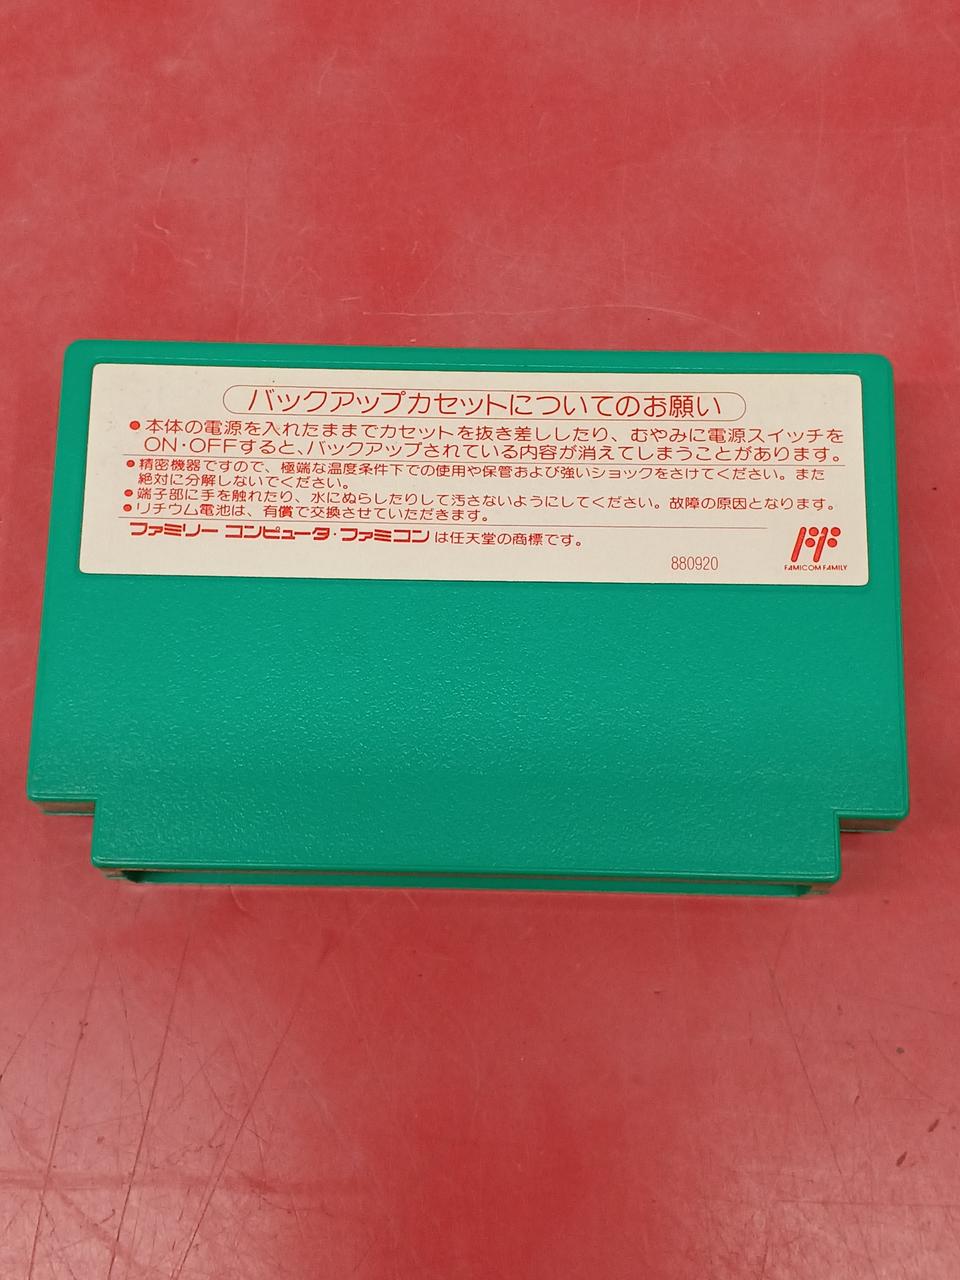 バックアップカセットについてのお願い
●本体の電源を入れたままでカセットを抜き差ししたり、むやみに電源スイッチを
ON・OFFすると、バックアップされている内容が消えてしまうことがあります。
●精密機器ですので、極端な温度条件下での使用や保管および強いショックをさけてください。また
絶対に分解しないでください。
●端子部に手を触れたり、水にぬらしたりして汚さないようにしてください。故障の原因となります。
●リチウム電池は、有償で交換させていただきます。
ファミリー コンピュータ・ファミコンは任天堂の商標です。
880920
FAMICOM FAMILY